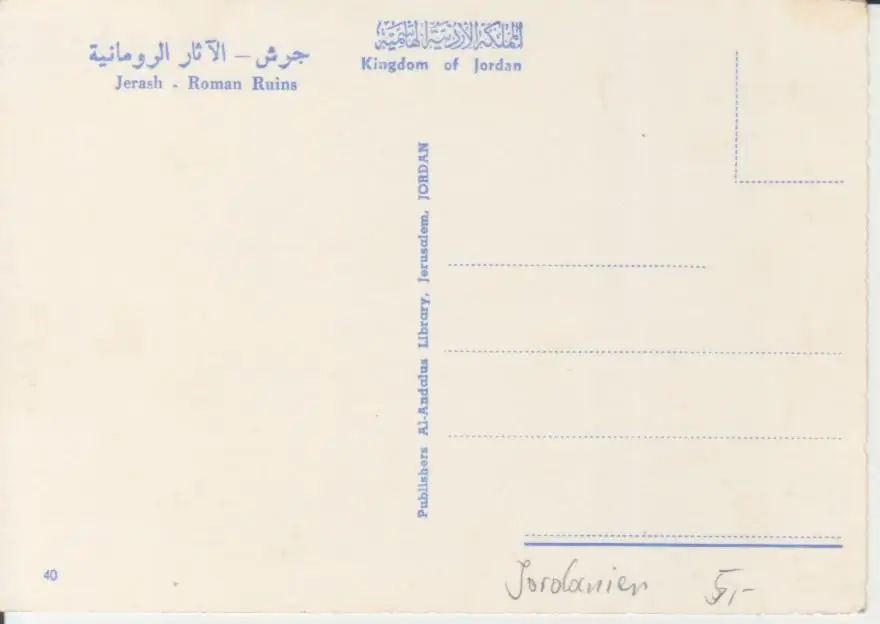 جرش – الآثار الرومانية
Jerash - Roman Ruins
المملكة الأردنية الهاشمية
Kingdom of Jordan
Publishers Al-Andalus Library, Jerusalem, JORDAN
40
Jordanien 5,-